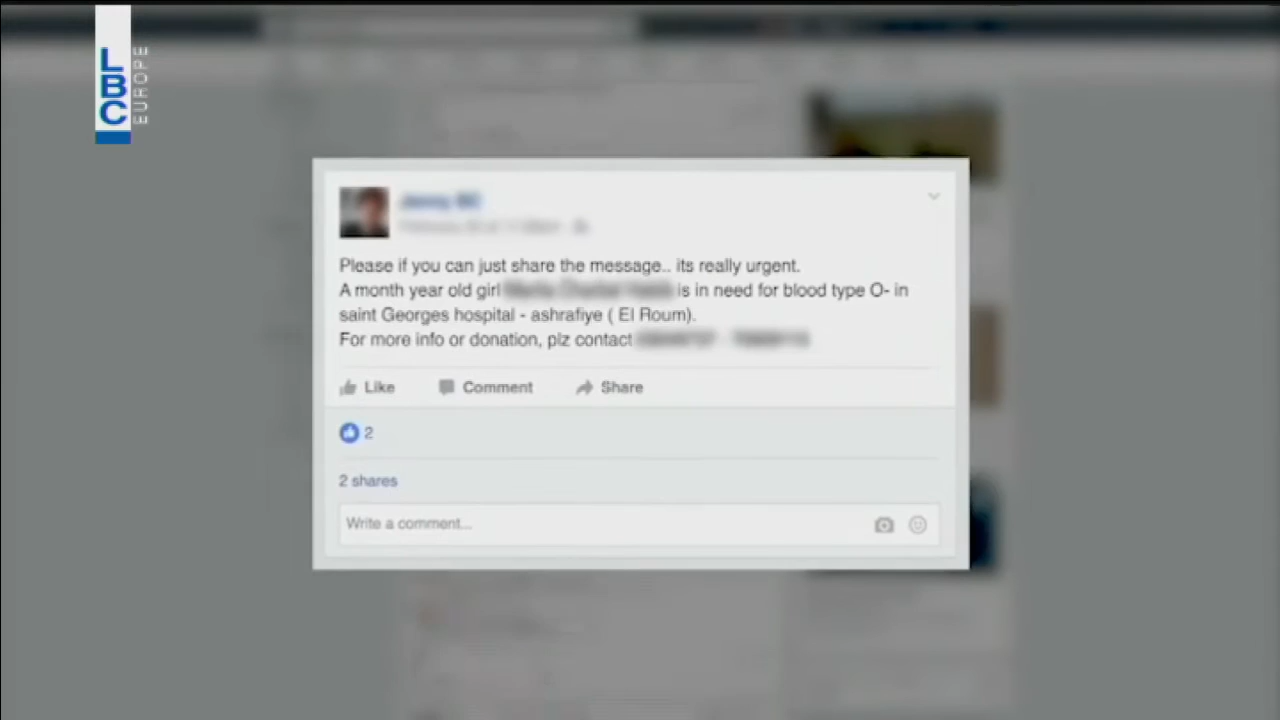 LBC
EUROPE
Please if you can just share the message.. its really urgent.
A month year old girl is in need for blood type O- in
saint Georges hospital - ashrafiye ( El Roum).
For more info or donation, plz contact
Like Comment Share
2
2 shares
Write a comment...